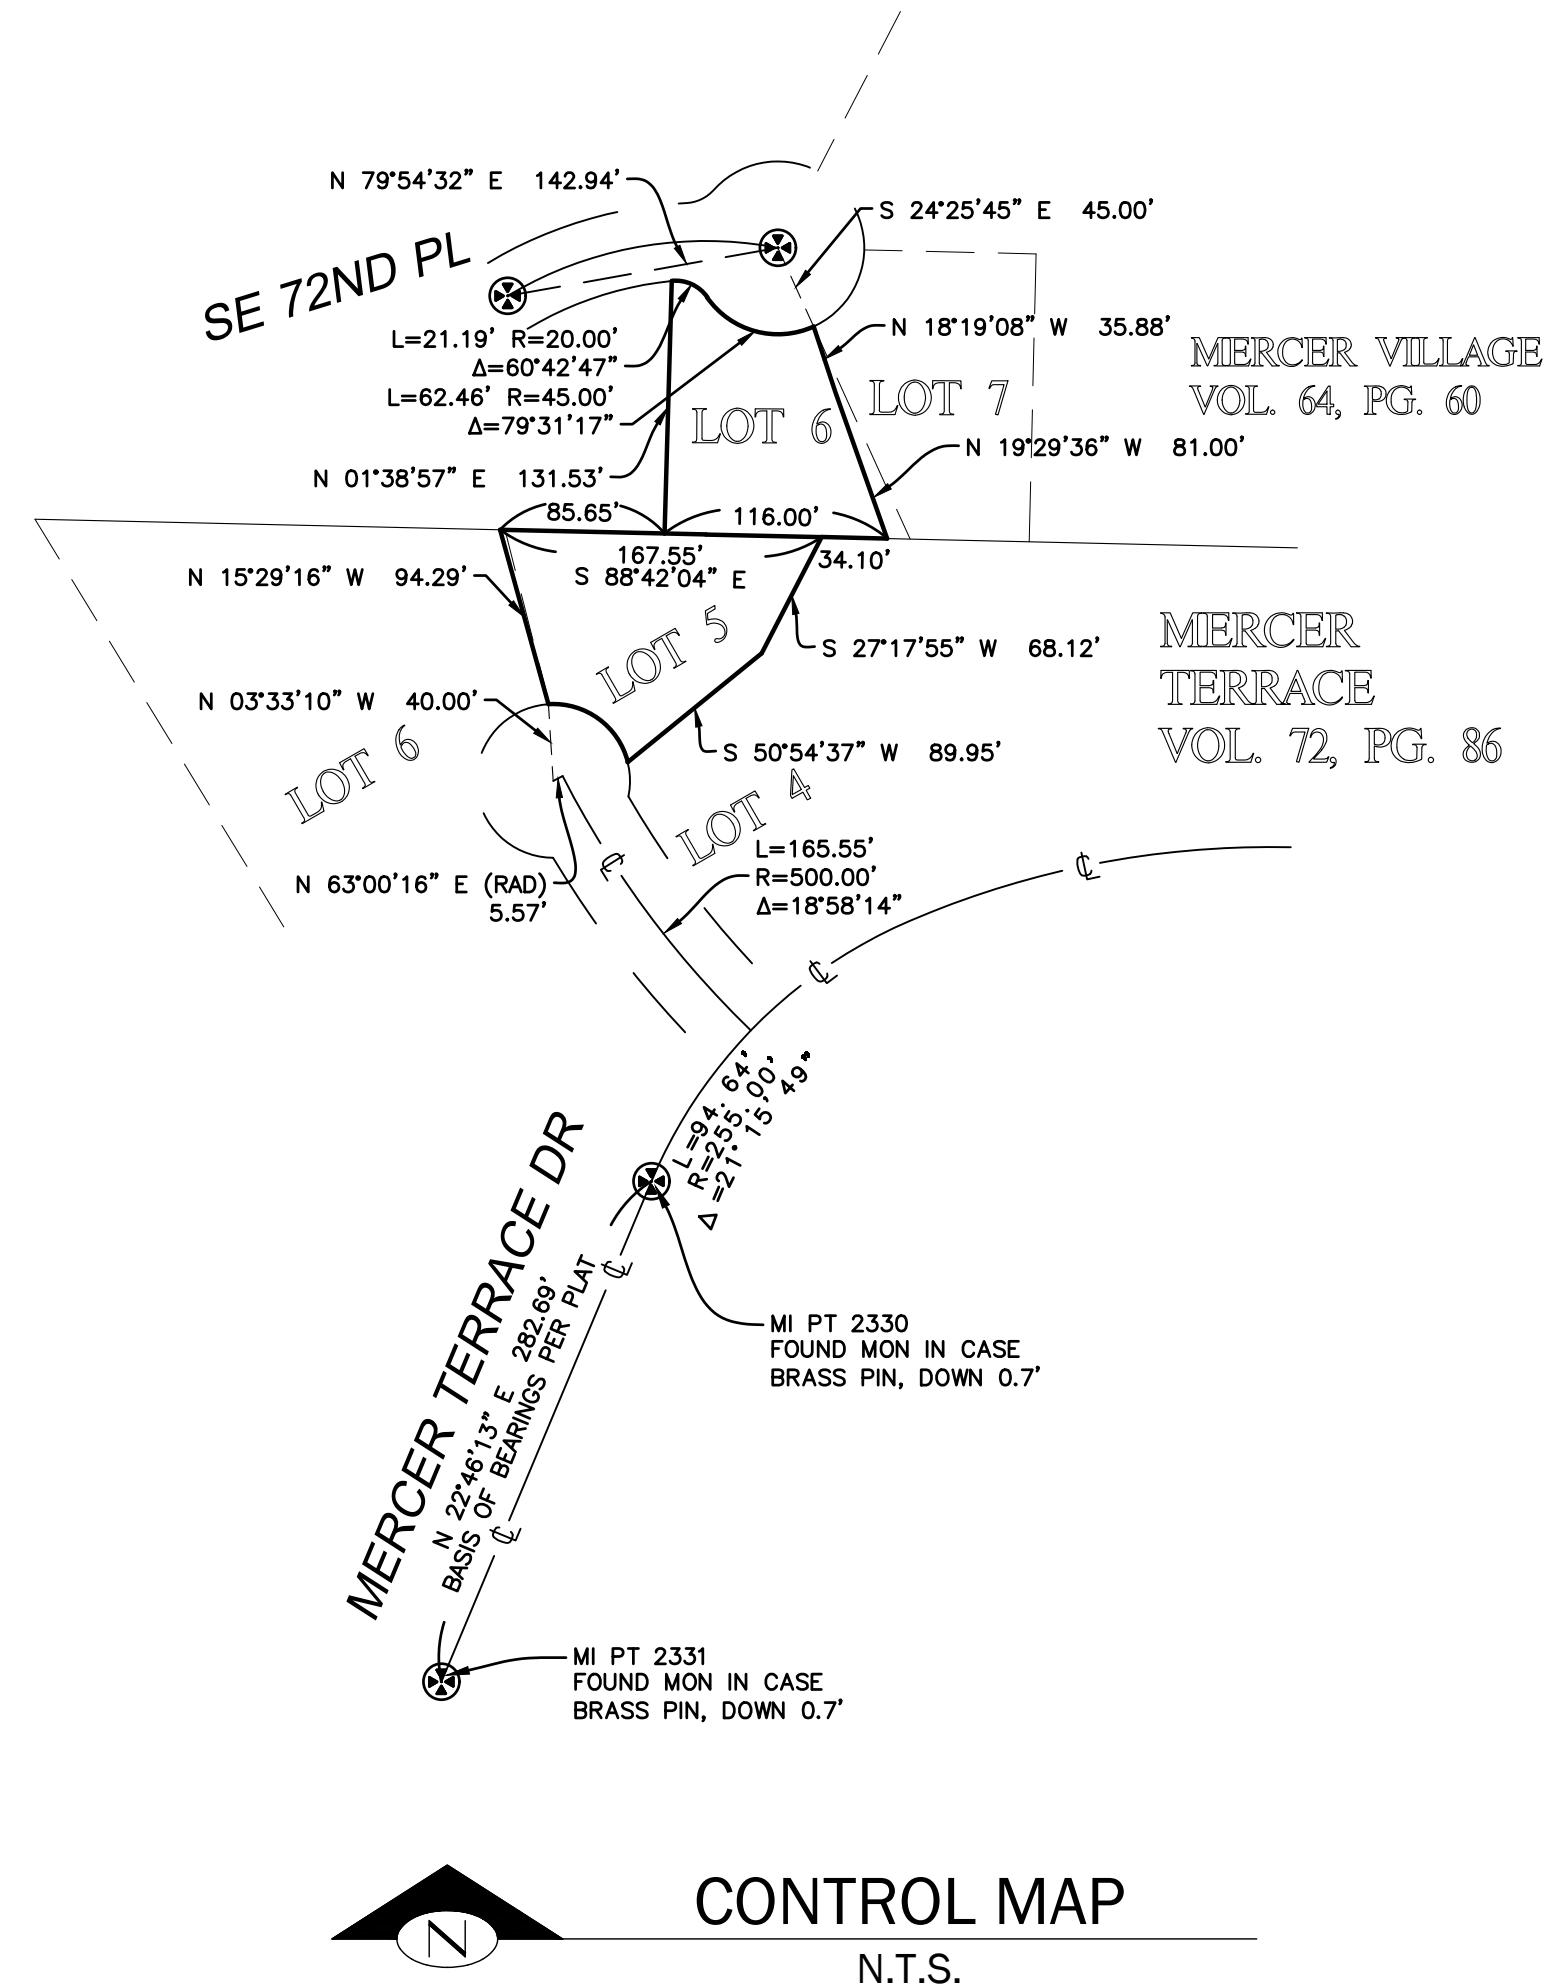 N 79°54'32" E 142.94'
S 24°25'45" E 45.00'
SE 72ND PL
L=21.19' R=20.00'
Δ=60°42'47"
L=62.46' R=45.00'
Δ=79°31'17"
N 18°19'08" W 35.88'
MERCER VILLAGE
VOL. 64, PG. 60
LOT 7
LOT 6
N 19°29'36" W 81.00'
N 01°38'57" E 131.53'
85.65'
116.00'
167.55'
34.10'
S 88°42'04" E
N 15°29'16" W 94.29'
LOT 5
S 27°17'55" W 68.12'
MERCER
TERRACE
VOL. 72, PG. 86
N 03°33'10" W 40.00'
LOT 6
S 50°54'37" W 89.95'
LOT 4
L=165.55'
R=500.00'
Δ=18°58'14"
N 63°00'16" E (RAD)
5.57'
L=94.64'
R=255.00'
Δ=21°15'49"
MERCER TERRACE DR
N 22°46'13" E 282.69'
BASIS OF BEARINGS PER PLAT
MI PT 2330
FOUND MON IN CASE
BRASS PIN, DOWN 0.7'
MI PT 2331
FOUND MON IN CASE
BRASS PIN, DOWN 0.7'
N
CONTROL MAP
N.T.S.